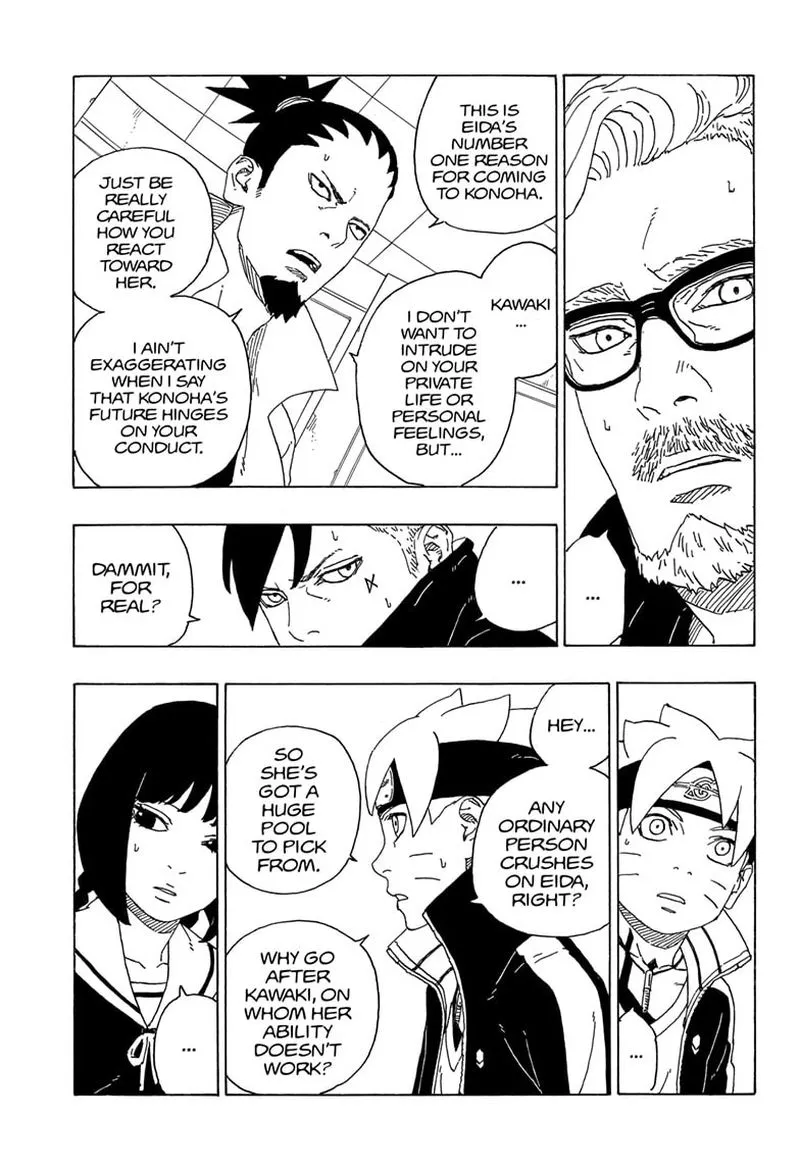 THIS IS
EIDA'S
NUMBER
ONE REASON
FOR COMING
TO KONOHA.
JUST BE
REALLY
CAREFUL
HOW YOU
REACT
TOWARD
HER.
I AIN'T
EXAGGERATING
WHEN I SAY
THAT KONOHA'S
FUTURE HINGES
ON YOUR
CONDUCT.
KAWAKI
...
I DON'T
WANT TO
INTRUDE
ON YOUR
PRIVATE
LIFE OR
PERSONAL
FEELINGS,
BUT...
...
DAMMIT,
FOR
REAL?
...
...
SO
SHE'S
GOT A
HUGE
POOL
TO PICK
FROM.
WHY GO
AFTER
KAWAKI, ON
WHOM HER
ABILITY
DOESN'T
WORK?
HEY...
ANY
ORDINARY
PERSON
CRUSHES
ON EIDA,
RIGHT?
...